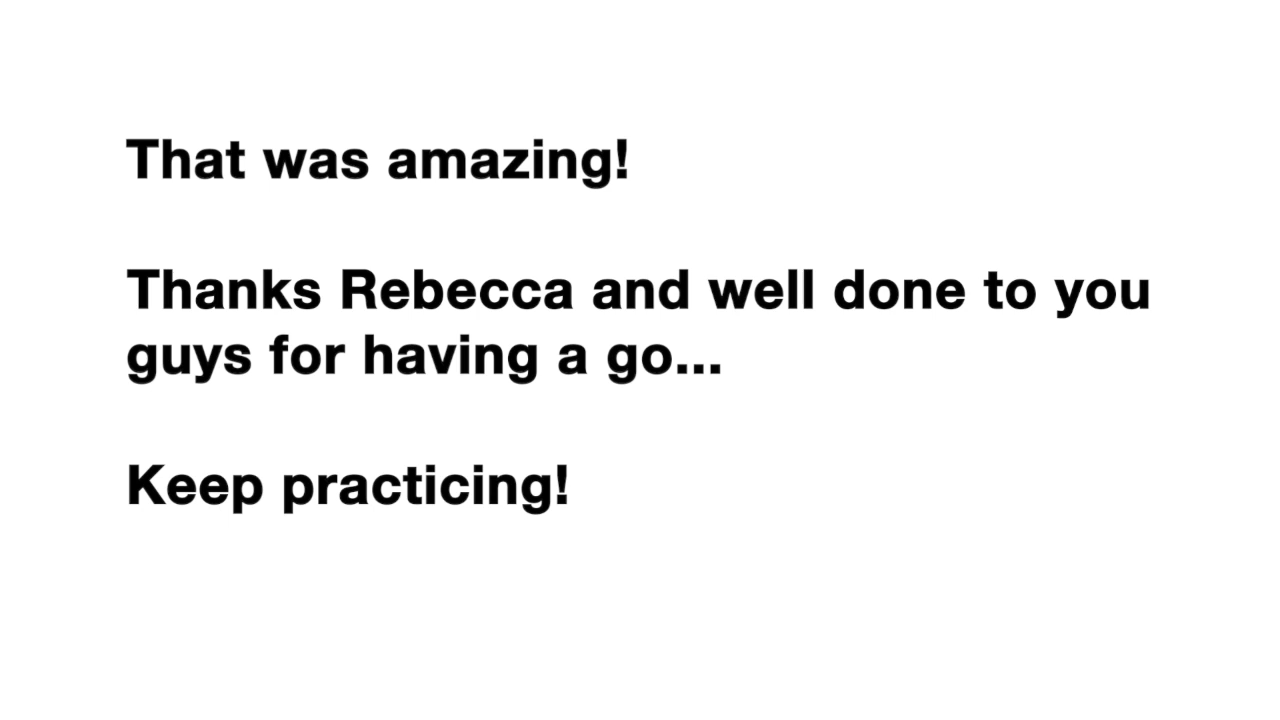 That was amazing!
Thanks Rebecca and well done to you
guys for having a go...
Keep practicing!